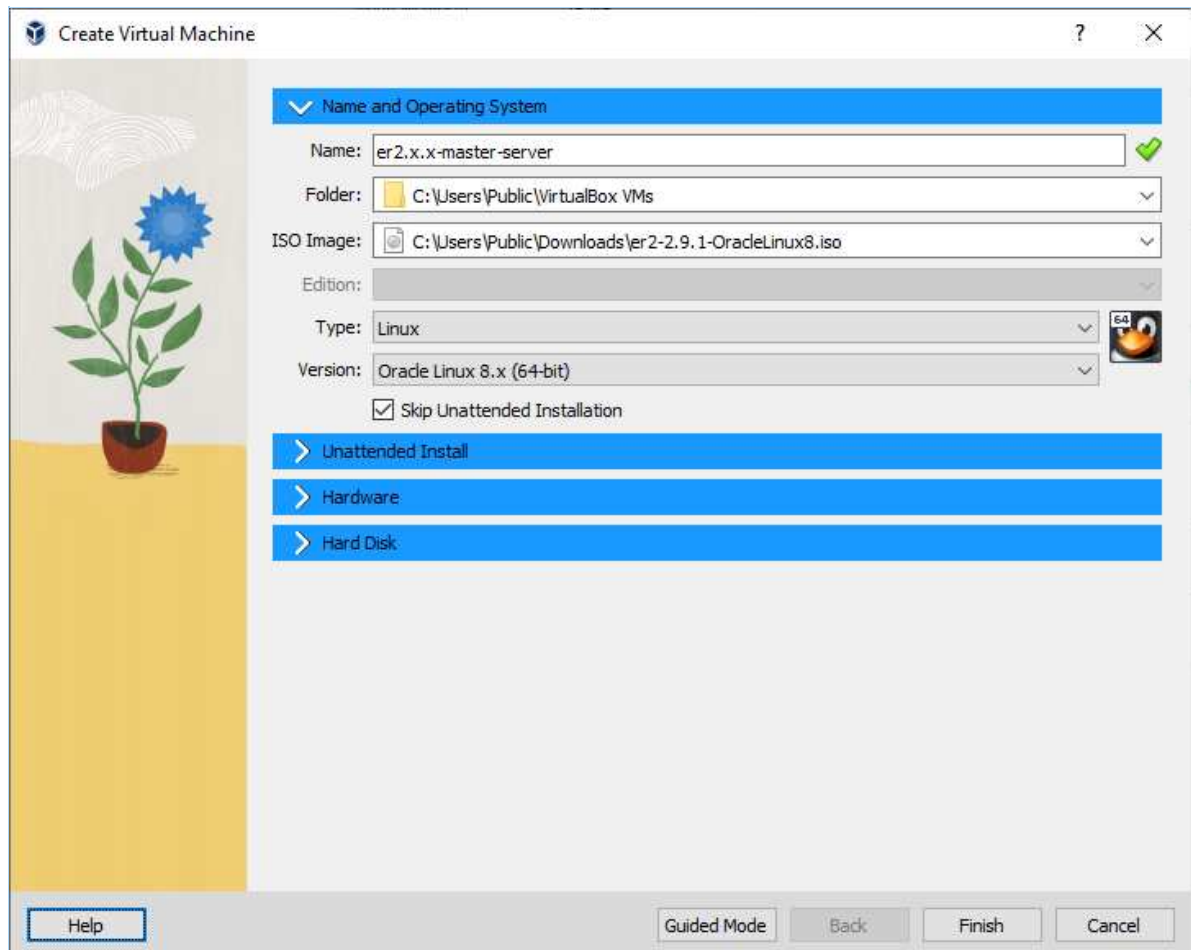 Create Virtual Machine
?
Name and Operating System
Name: er2.x.x-master-server
Folder: C:\Users\Public\VirtualBox VMs
ISO Image: C:\Users\Public\Downloads\er2-2.9.1-OracleLinux8.iso
Edition:
Type: Linux
64
Version: Oracle Linux 8.x (64-bit)
Skip Unattended Installation
Unattended Install
Hardware
Hard Disk
Help Guided Mode Back Finish Cancel